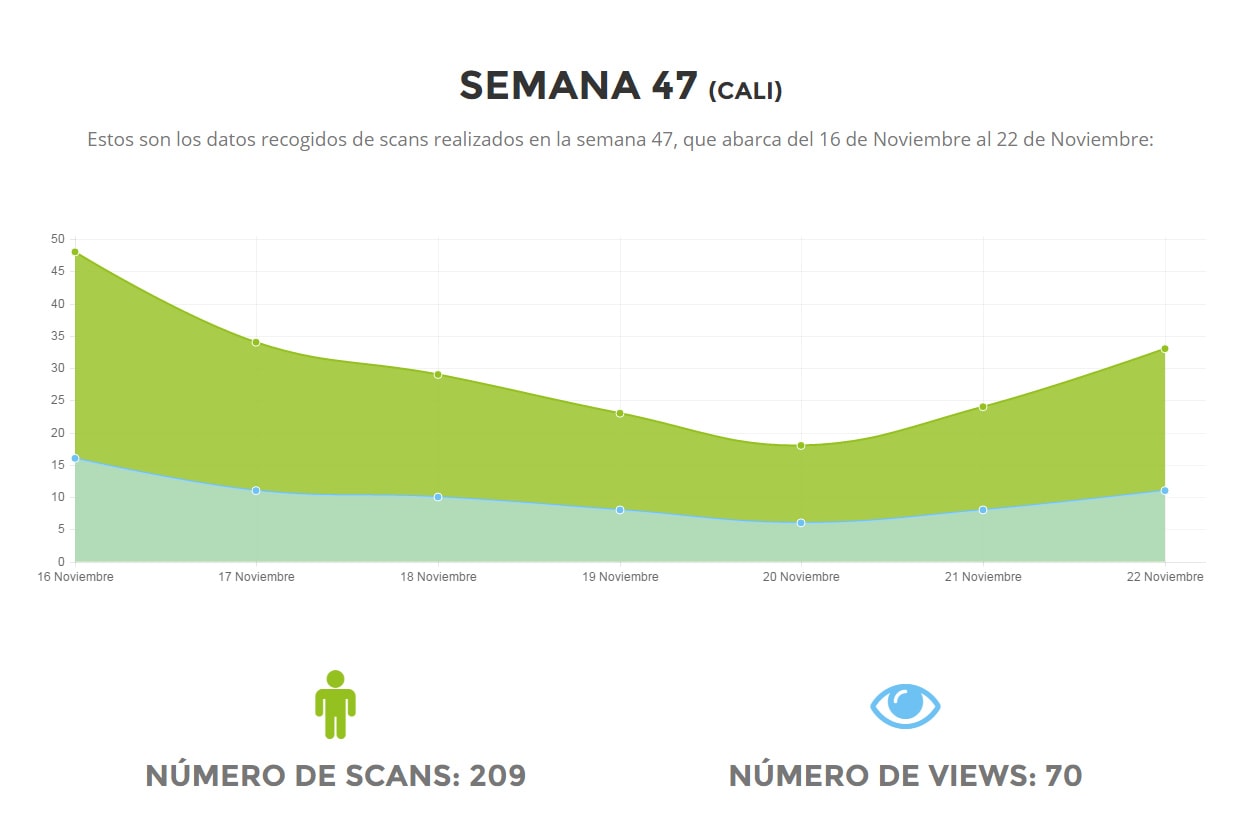 SEMANA 47 (CALI)
Estos son los datos recogidos de scans realizados en la semana 47, que abarca del 16 de Noviembre al 22 de Noviembre:
50
45
40
35
30
25
20
15
10
5
0
16 Noviembre 17 Noviembre 18 Noviembre 19 Noviembre 20 Noviembre 21 Noviembre 22 Noviembre
NÚMERO DE SCANS: 209 NÚMERO DE VIEWS: 70